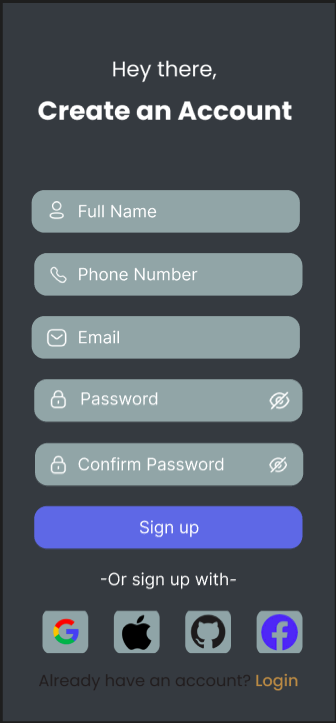 Hey there,
Create an Account
Full Name
Phone Number
Email
Password
Confirm Password
Sign up
-Or sign up with-
Already have an account? Login